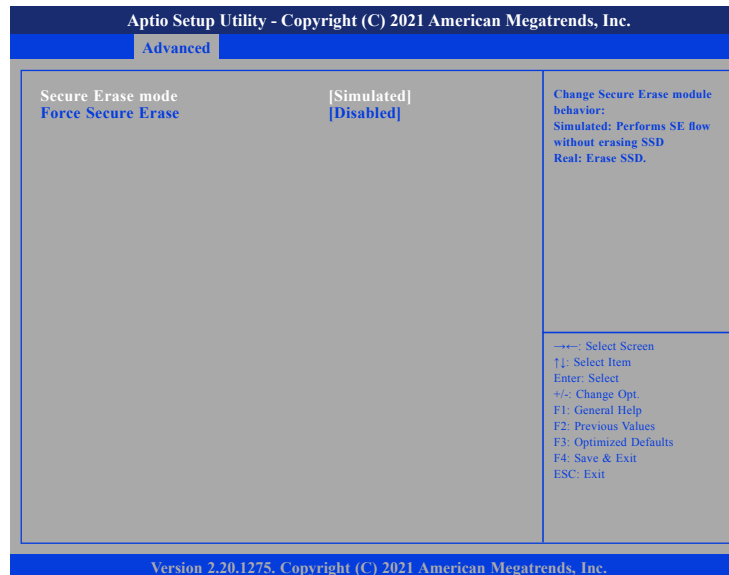 Aptio Setup Utility - Copyright (C) 2021 American Megatrends, Inc.
Advanced
Secure Erase mode [Simulated]
Force Secure Erase [Disabled]
Change Secure Erase module
behavior:
Simulated: Performs SE flow
without erasing SSD
Real: Erase SSD.
→←: Select Screen
↑↓: Select Item
Enter: Select
+/-: Change Opt.
F1: General Help
F2: Previous Values
F3: Optimized Defaults
F4: Save & Exit
ESC: Exit
Version 2.20.1275. Copyright (C) 2021 American Megatrends, Inc.